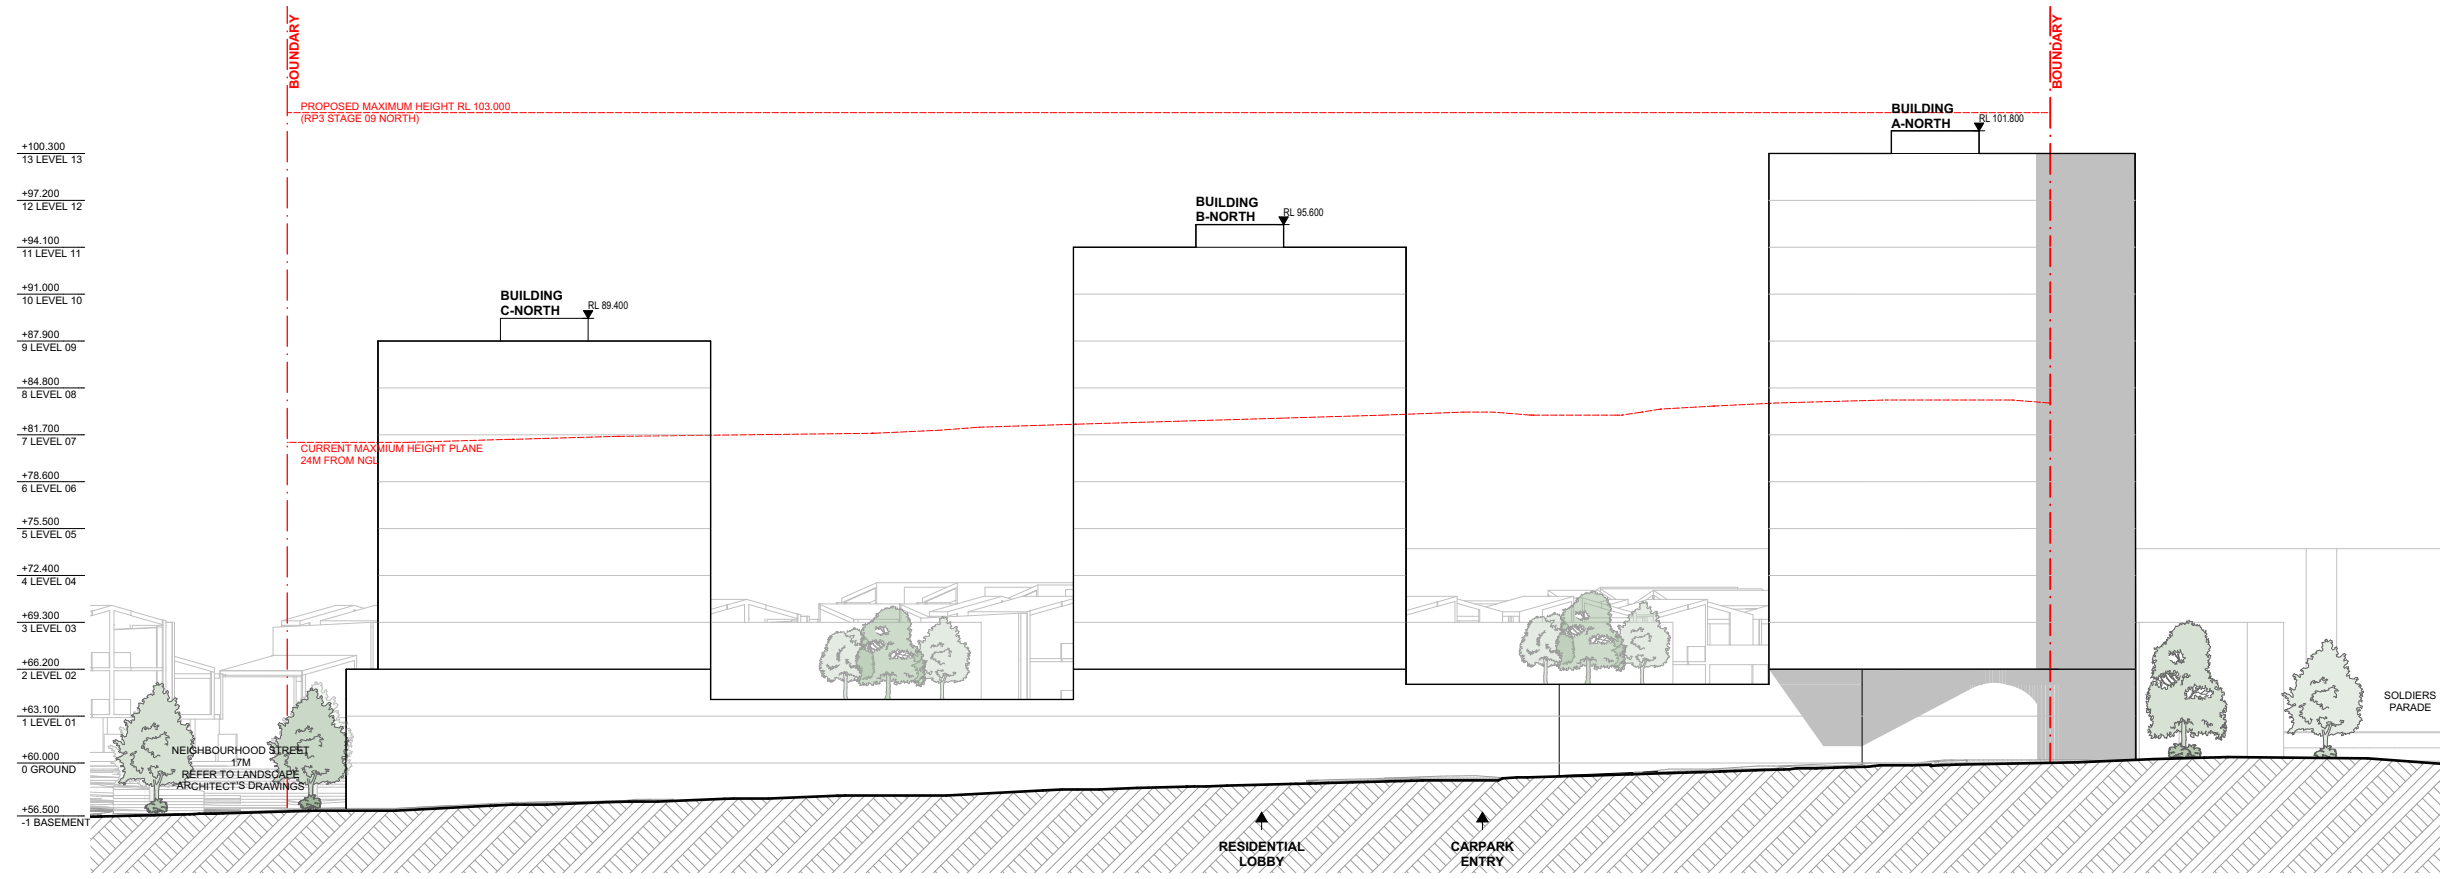 BOUNDARY
BOUNDARY
PROPOSED MAXIMUM HEIGHT RL 103.000
(RP3 STAGE 09 NORTH)
BUILDING
A-NORTH
RL 101.800
+100.300
13 LEVEL 13
+97.200
12 LEVEL 12
BUILDING
B-NORTH
RL 95.600
+94.100
11 LEVEL 11
+91.000
10 LEVEL 10
BUILDING
C-NORTH
RL 89.400
+87.900
9 LEVEL 09
+84.800
8 LEVEL 08
+81.700
7 LEVEL 07
CURRENT MAXMIUM HEIGHT PLANE
24M FROM NGL
+78.600
6 LEVEL 06
+75.500
5 LEVEL 05
+72.400
4 LEVEL 04
+69.300
3 LEVEL 03
+66.200
2 LEVEL 02
+63.100
1 LEVEL 01
SOLDIERS
PARADE
NEIGHBOURHOOD STREET
17M
REFER TO LANDSCAPE
ARCHITECT'S DRAWINGS
+60.000
0 GROUND
+56.500
-1 BASEMENT
RESIDENTIAL
LOBBY
CARPARK
ENTRY